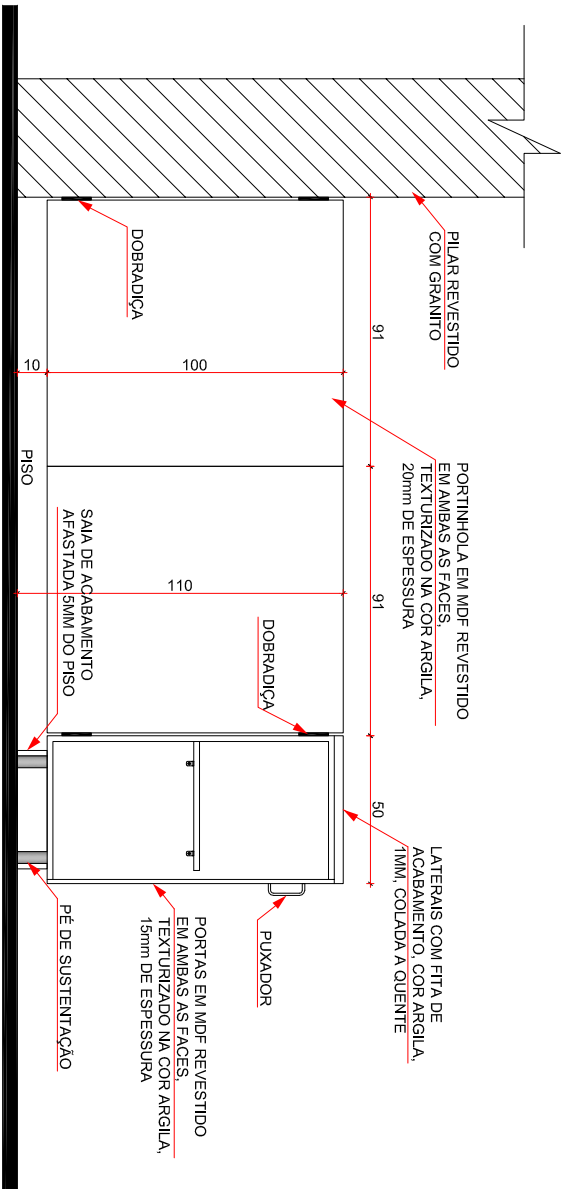 PILAR REVESTIDO
COM GRANITO
PORTINHOLA EM MDF REVESTIDO
EM AMBAS AS FACES,
TEXTURIZADO NA COR ARGILA,
20mm DE ESPESSURA
LATERAIS COM FITA DE
ACABAMENTO, COR ARGILA,
1MM, COLADA A QUENTE
91
91
50
DOBRADIÇA
100
10
110
DOBRADIÇA
PUXADOR
PISO
SAIA DE ACABAMENTO
AFASTADA 5MM DO PISO
PÉ DE SUSTENTAÇÃO
PORTAS EM MDF REVESTIDO
EM AMBAS AS FACES,
TEXTURIZADO NA COR ARGILA,
15mm DE ESPESSURA